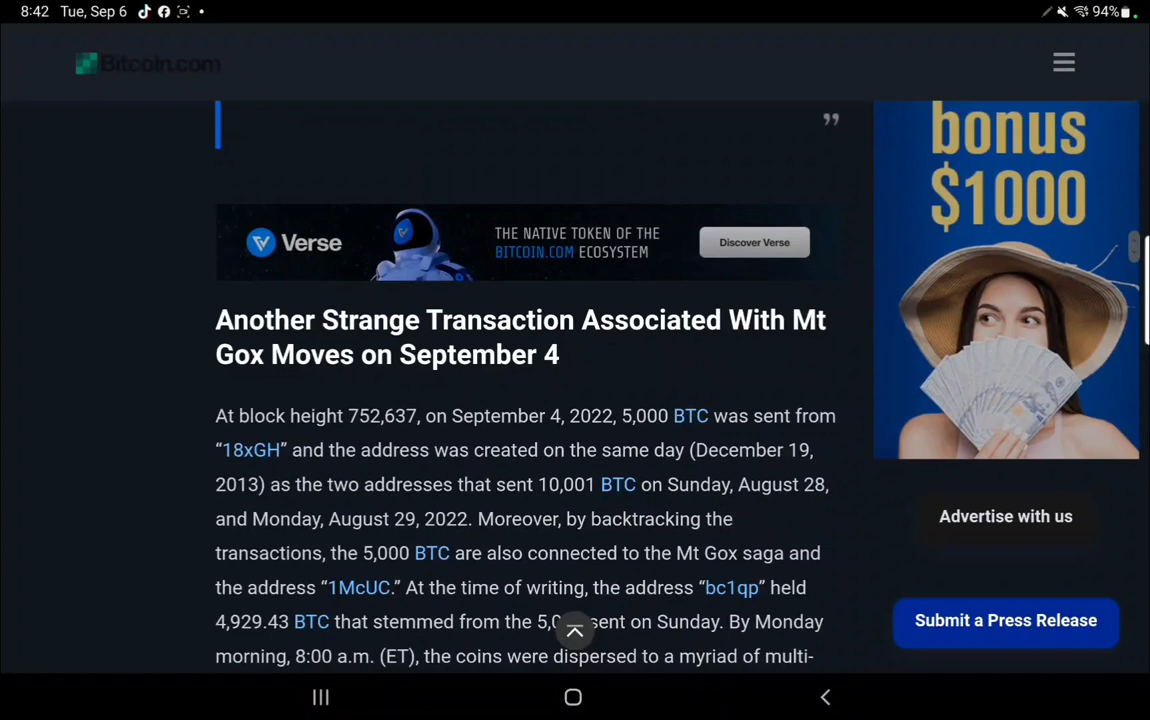 8:42 Tue, Sep 6 94%
Bitcoin.com
”
bonus
$1000
Verse
THE NATIVE TOKEN OF THE
BITCOIN.COM ECOSYSTEM
Discover Verse
Another Strange Transaction Associated With Mt
Gox Moves on September 4
At block height 752,637, on September 4, 2022, 5,000 BTC was sent from
“18xGH” and the address was created on the same day (December 19,
2013) as the two addresses that sent 10,001 BTC on Sunday, August 28,
and Monday, August 29, 2022. Moreover, by backtracking the
transactions, the 5,000 BTC are also connected to the Mt Gox saga and
the address “1McUC.” At the time of writing, the address “bc1qp” held
4,929.43 BTC that stemmed from the sent on Sunday. By Monday
morning, 8:00 a.m. (ET), the coins were dispersed to a myriad of multi-
Advertise with us
Submit a Press Release